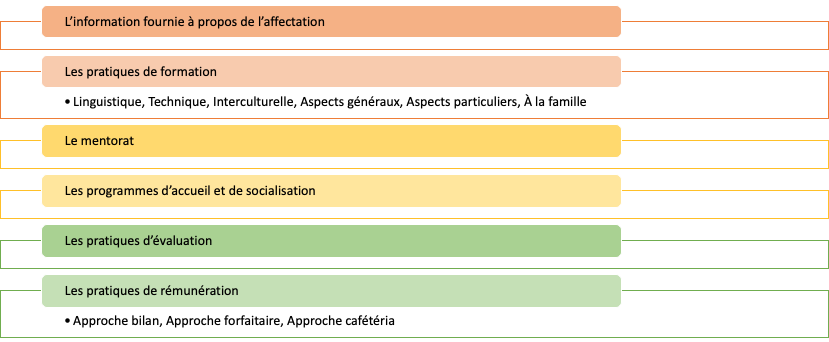 L’information fournie à propos de l’affectation
Les pratiques de formation
• Linguistique, Technique, Interculturelle, Aspects généraux, Aspects particuliers, À la famille
Le mentorat
Les programmes d’accueil et de socialisation
Les pratiques d’évaluation
Les pratiques de rémunération
• Approche bilan, Approche forfaitaire, Approche cafétéria